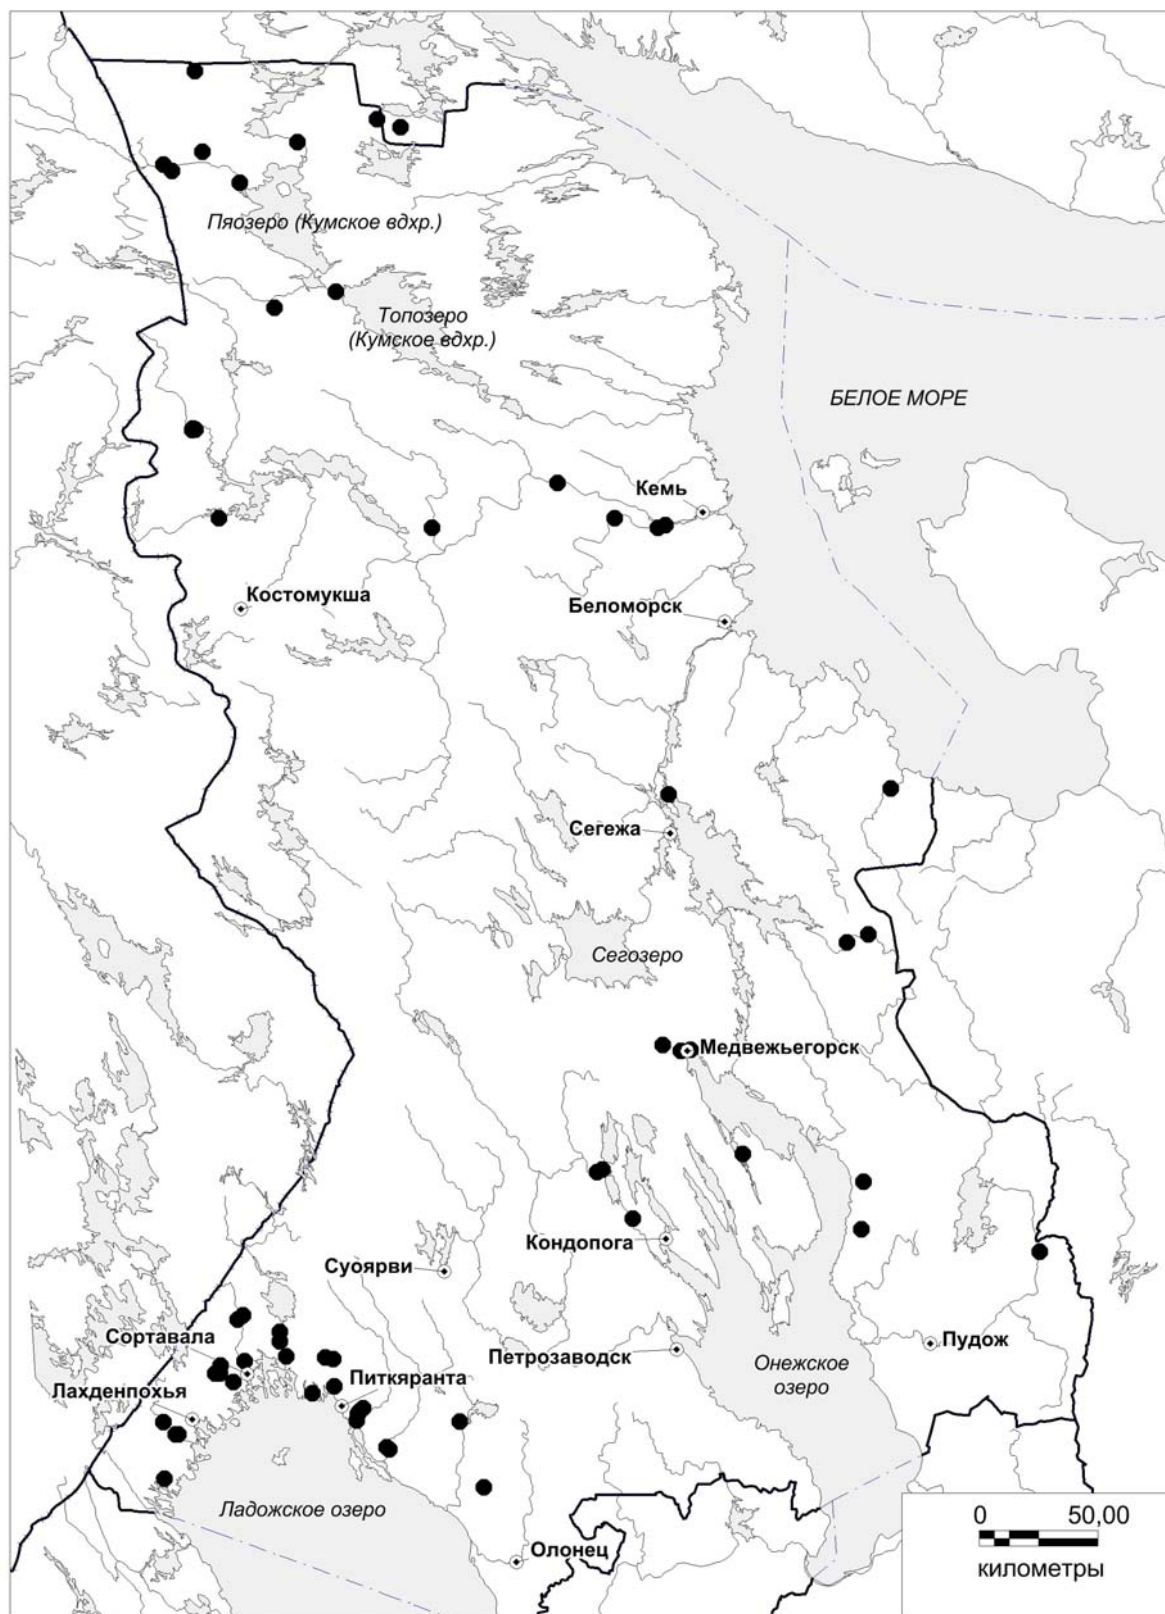 Пяозеро (Кумское вдхр.)
Топозеро
(Кумское вдхр.)
БЕЛОЕ МОРЕ
Кемь
Костомукша
Беломорск
Сегежа
Сегозеро
Медвежьегорск
Кондопога
Суоярви
Сортавала
Петрозаводск
Пудож
Онежское
озеро
Питкяранта
Лахденпохья
Ладожское озеро
Олонец
0 50,00
километры